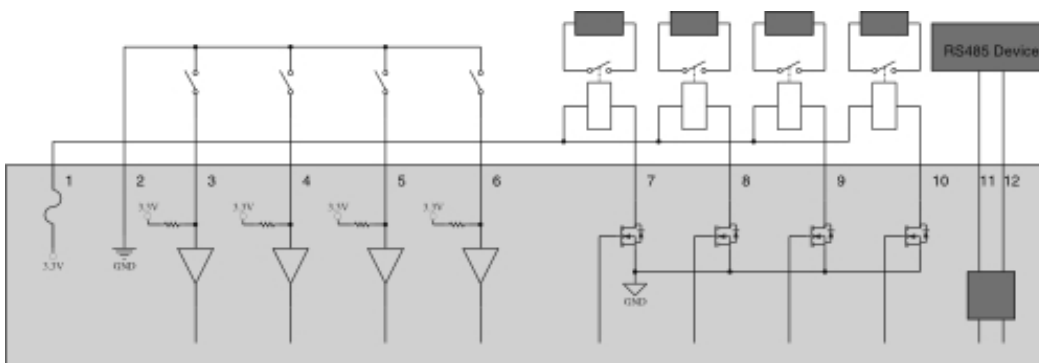 RS485 Device
1 2 3 4 5 6 7 8 9 10 11 12
3.3V 3.3V 3.3V 3.3V
3.3V GND
GND